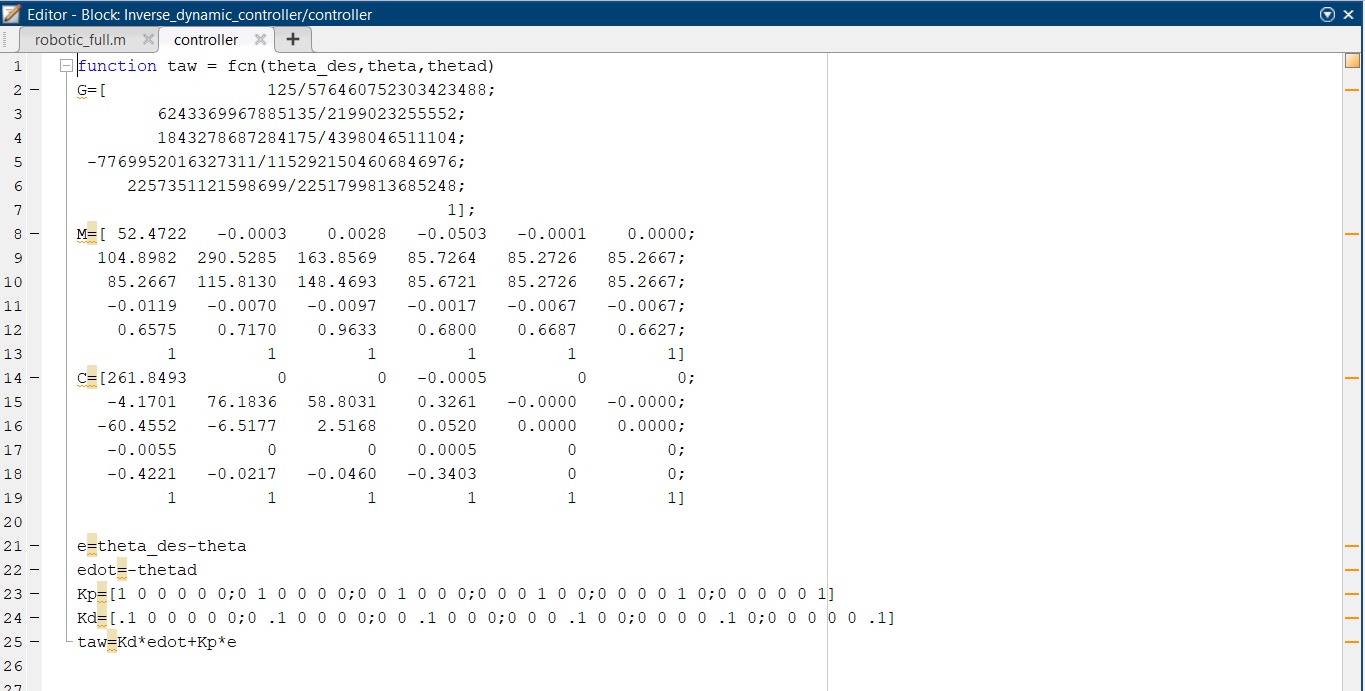 Editor - Block: Inverse_dynamic_controller/controller
robotic_full.m controller
1 function taw = fcn(theta_des,theta,thetad)
2 G=[ 125/576460752303423488;
3 6243369967885135/2199023255552;
4 1843278687284175/4398046511104;
5 -7769952016327311/1152921504606846976;
6 2257351121598699/2251799813685248;
7 1];
8 M=[ 52.4722 -0.0003 0.0028 -0.0503 -0.0001 0.0000;
9 104.8982 290.5285 163.8569 85.7264 85.2726 85.2667;
10 85.2667 115.8130 148.4693 85.6721 85.2726 85.2667;
11 -0.0119 -0.0070 -0.0097 -0.0017 -0.0067 -0.0067;
12 0.6575 0.7170 0.9633 0.6800 0.6687 0.6627;
13 1 1 1 1 1 1]
14 C=[261.8493 0 0 -0.0005 0 0;
15 -4.1701 76.1836 58.8031 0.3261 -0.0000 -0.0000;
16 -60.4552 -6.5177 2.5168 0.0520 0.0000 0.0000;
17 -0.0055 0 0 0.0005 0 0;
18 -0.4221 -0.0217 -0.0460 -0.3403 0 0;
19 1 1 1 1 1 1]
20
21 e=theta_des-theta
22 edot=-thetad
23 Kp=[1 0 0 0 0 0;0 1 0 0 0 0;0 0 1 0 0 0;0 0 0 1 0 0;0 0 0 0 1 0;0 0 0 0 0 1]
24 Kd=[.1 0 0 0 0 0;0 .1 0 0 0 0;0 0 .1 0 0 0;0 0 0 .1 0 0;0 0 0 0 .1 0;0 0 0 0 0 .1]
25 taw=Kd*edot+Kp*e
26
27